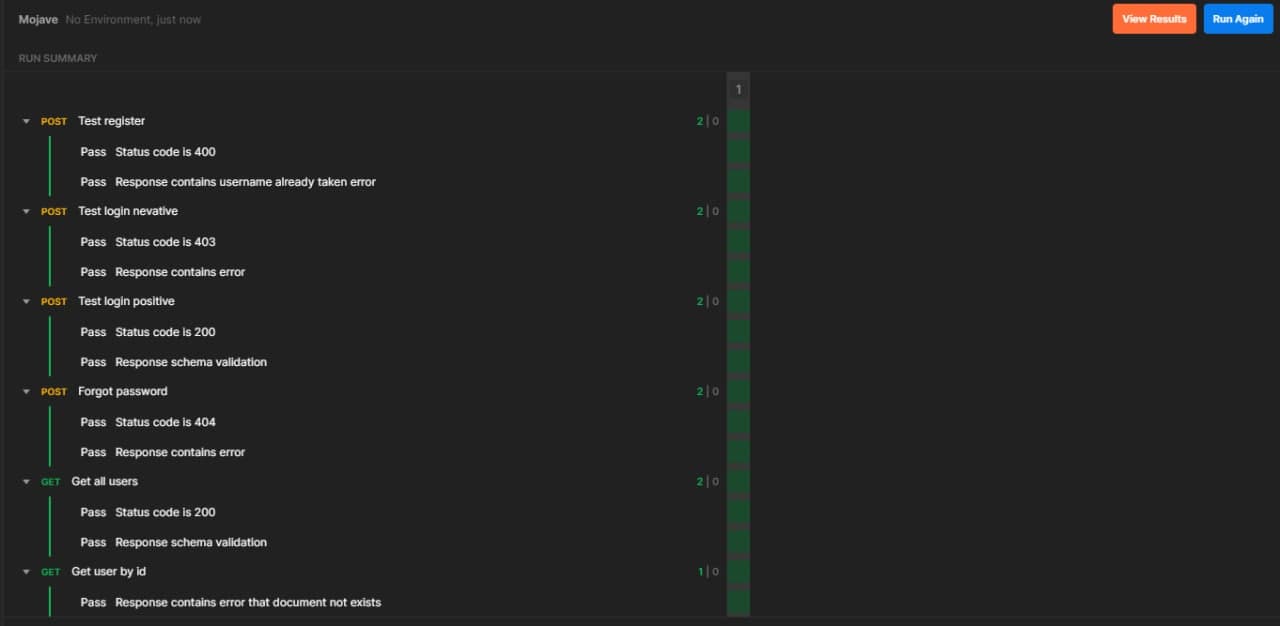 Mojave No Environment, just now View Results Run Again
RUN SUMMARY
1
POST Test register 2 | 0
Pass Status code is 400
Pass Response contains username already taken error
POST Test login nevative 2 | 0
Pass Status code is 403
Pass Response contains error
POST Test login positive 2 | 0
Pass Status code is 200
Pass Response schema validation
POST Forgot password 2 | 0
Pass Status code is 404
Pass Response contains error
GET Get all users 2 | 0
Pass Status code is 200
Pass Response schema validation
GET Get user by id 1 | 0
Pass Response contains error that document not exists